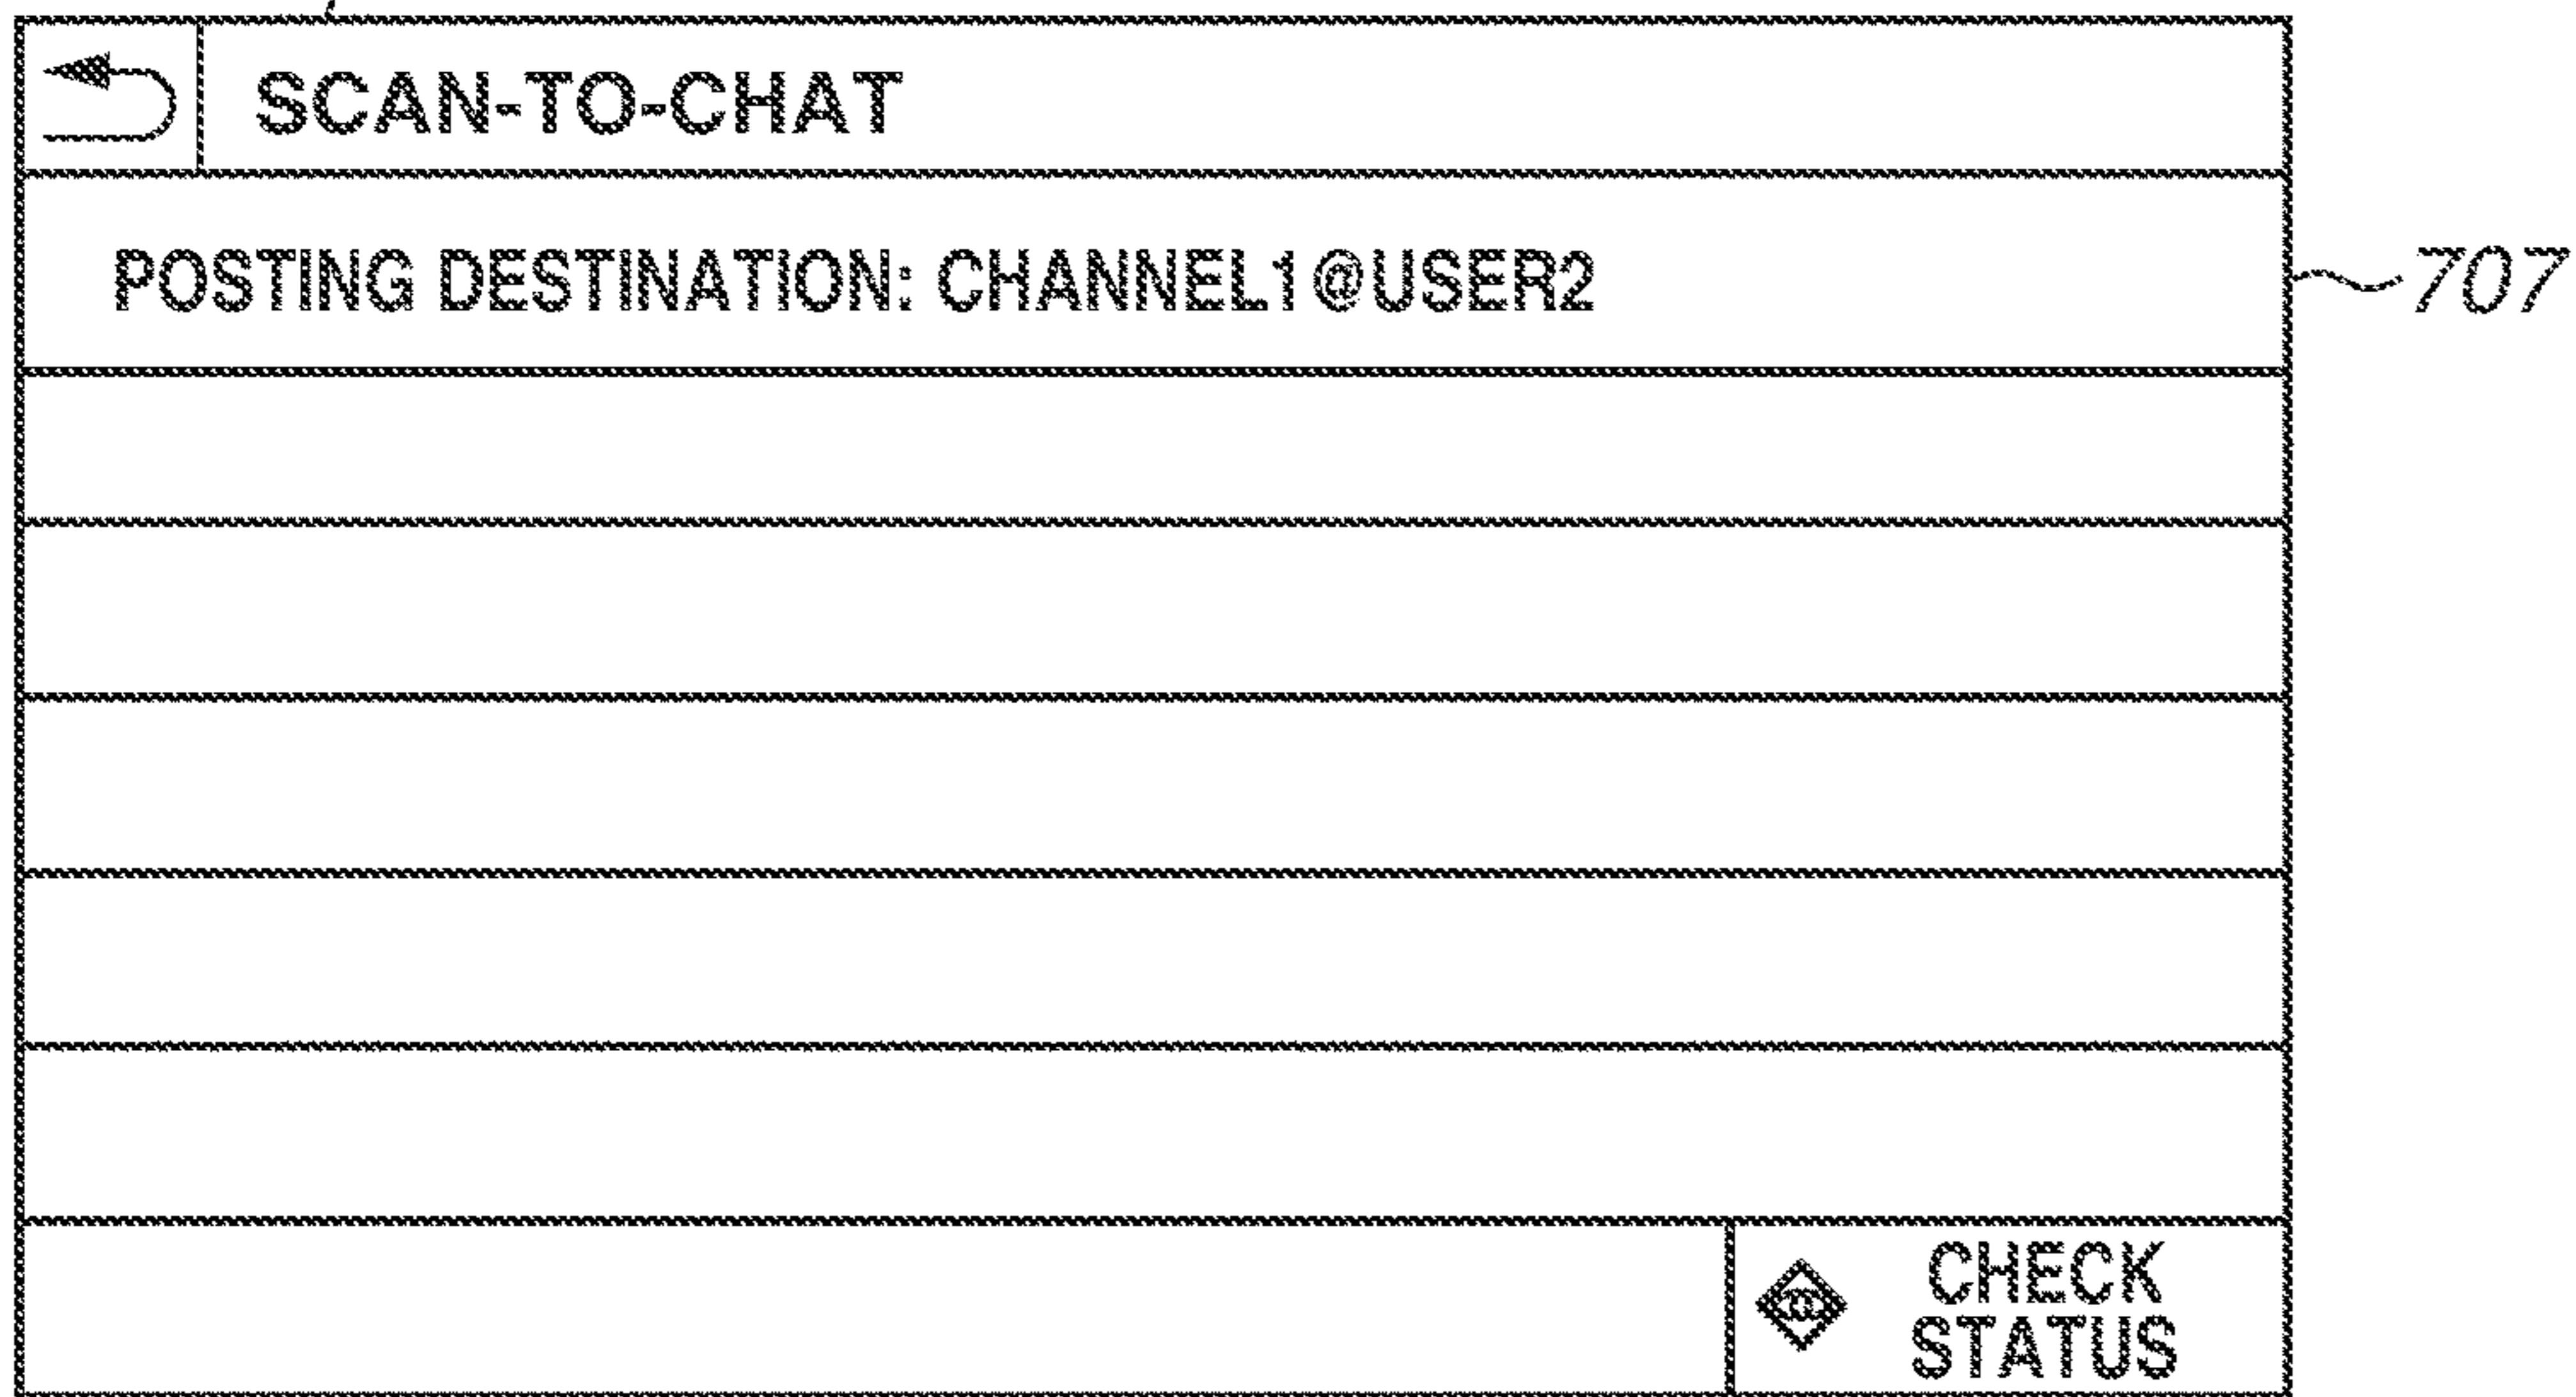 SCAN-TO-CHAT
POSTING DESTINATION: CHANNEL1@USER2
707
CHECK
STATUS